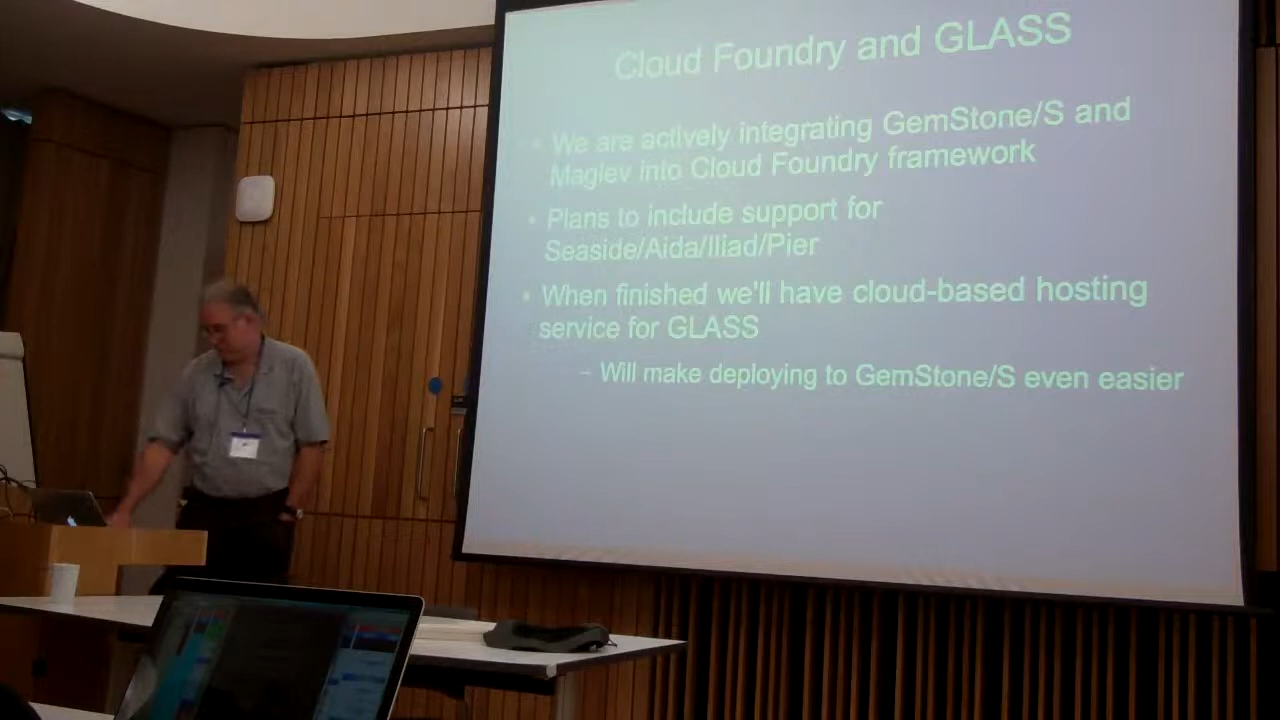 Cloud Foundry and GLASS
• We are actively integrating GemStone/S and
Maglev into Cloud Foundry framework
• Plans to include support for
Seaside/Aida/Iliad/Pier
• When finished we'll have cloud-based hosting
service for GLASS
– Will make deploying to GemStone/S even easier